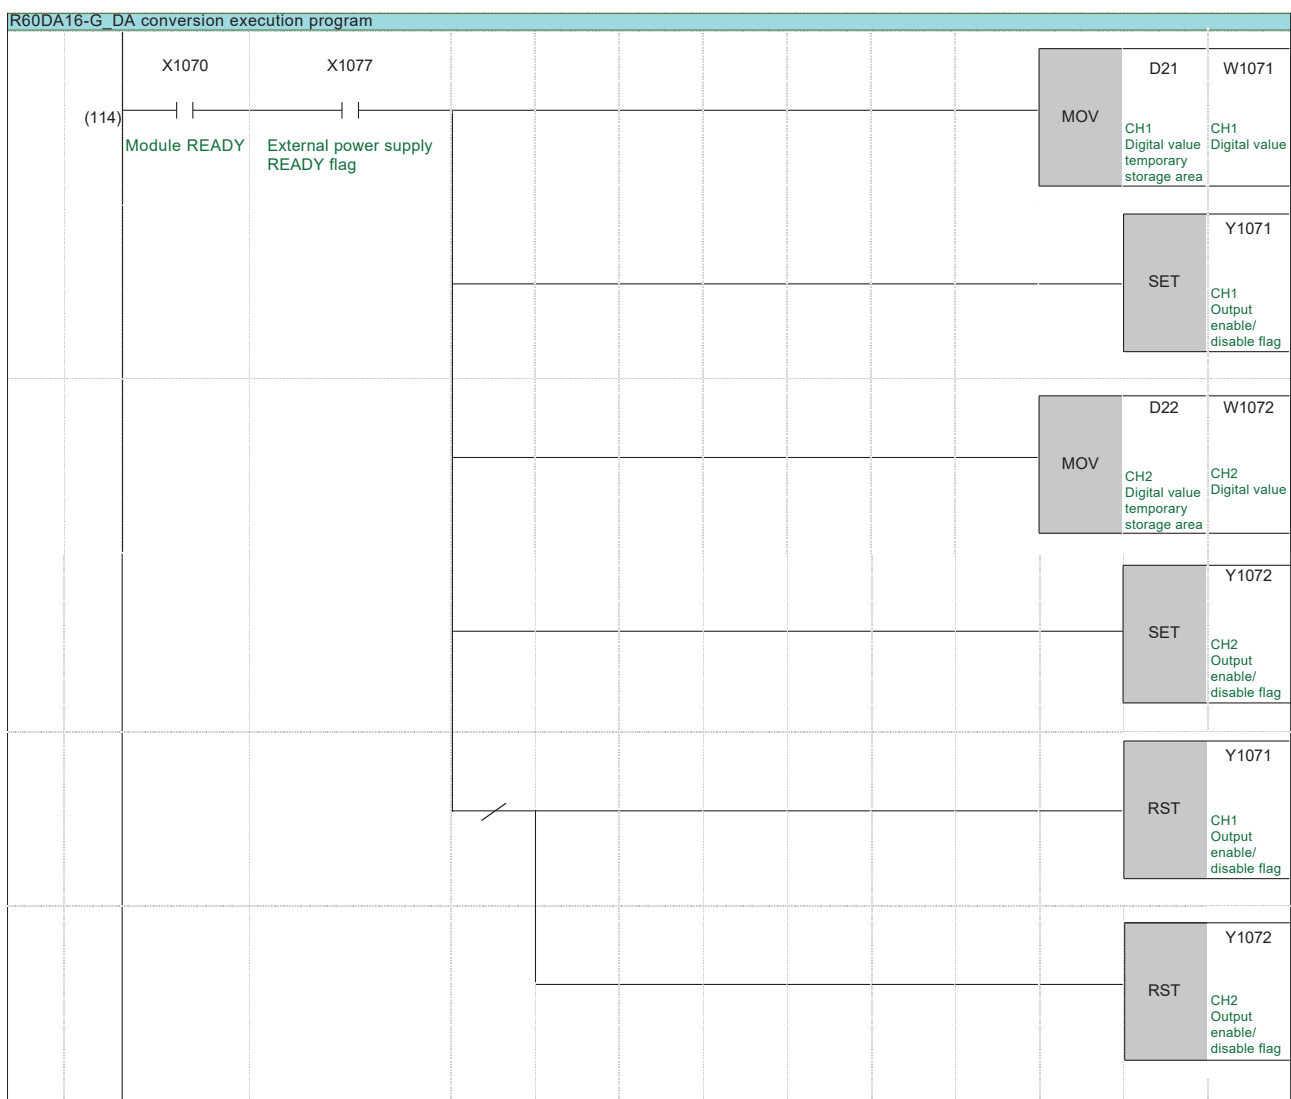 R60DA16-G_DA conversion execution program
X1070
X1077
(114)
Module READY
External power supply
READY flag
MOV
D21
CH1
Digital value
temporary
storage area
W1071
CH1
Digital value
SET
Y1071
CH1
Output
enable/
disable flag
MOV
D22
CH2
Digital value
temporary
storage area
W1072
CH2
Digital value
SET
Y1072
CH2
Output
enable/
disable flag
RST
Y1071
CH1
Output
enable/
disable flag
RST
Y1072
CH2
Output
enable/
disable flag